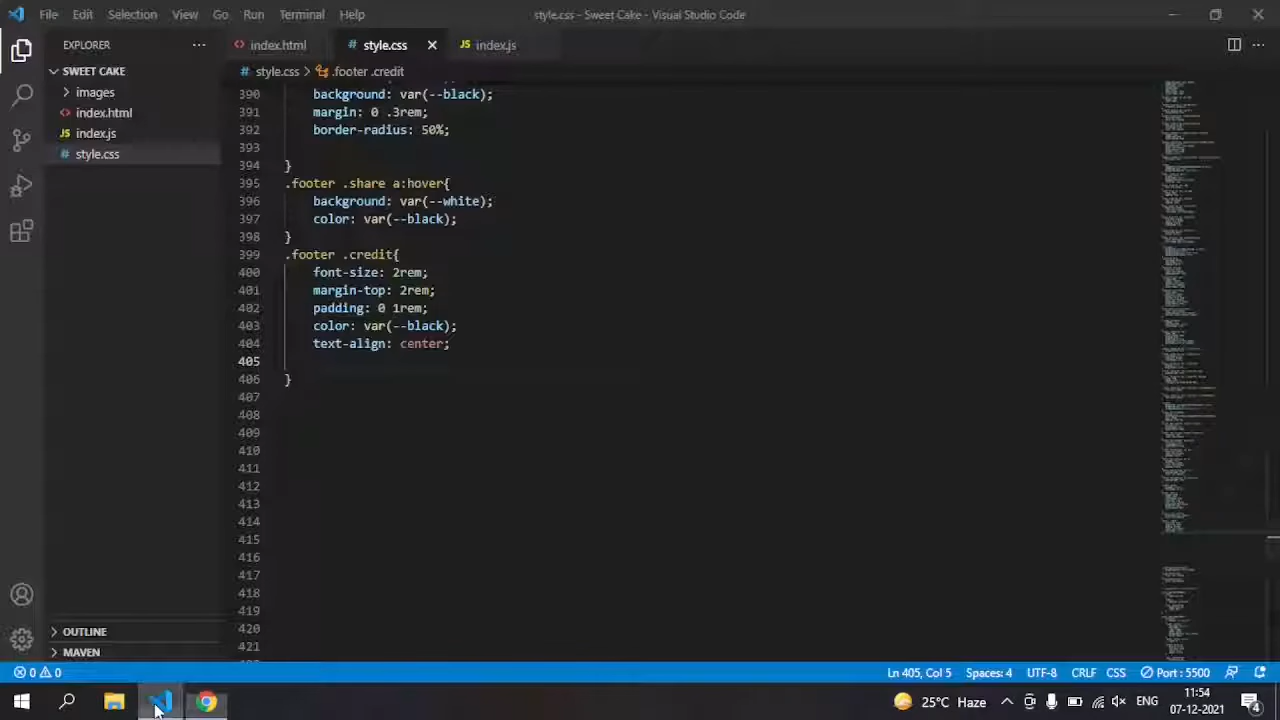 File Edit Selection View Go Run Terminal Help
style.css - Sweet Cake - Visual Studio Code
EXPLORER
index.html
style.css
index.js
SWEET CAKE
style.css > .footer .credit
images
index.html
index.js
style.css
390 background: var(--black);
391 margin: 0 .3rem;
392 border-radius: 50%;
393
394 }
395 .footer .share a:hover{
396 background: var(--white);
397 color: var(--black);
398 }
399 .footer .credit{
400 font-size: 2rem;
401 margin-top: 2rem;
402 padding: 0 1rem;
403 color: var(--black);
404 text-align: center;
405
406 }
407
408
409
410
411
412
413
414
415
416
417
418
419
420
421
OUTLINE
MAVEN
0 0
Ln 405, Col 5
Spaces: 4
UTF-8
CRLF
CSS
Port : 5500
25°C Haze
ENG
11:54
07-12-2021
4